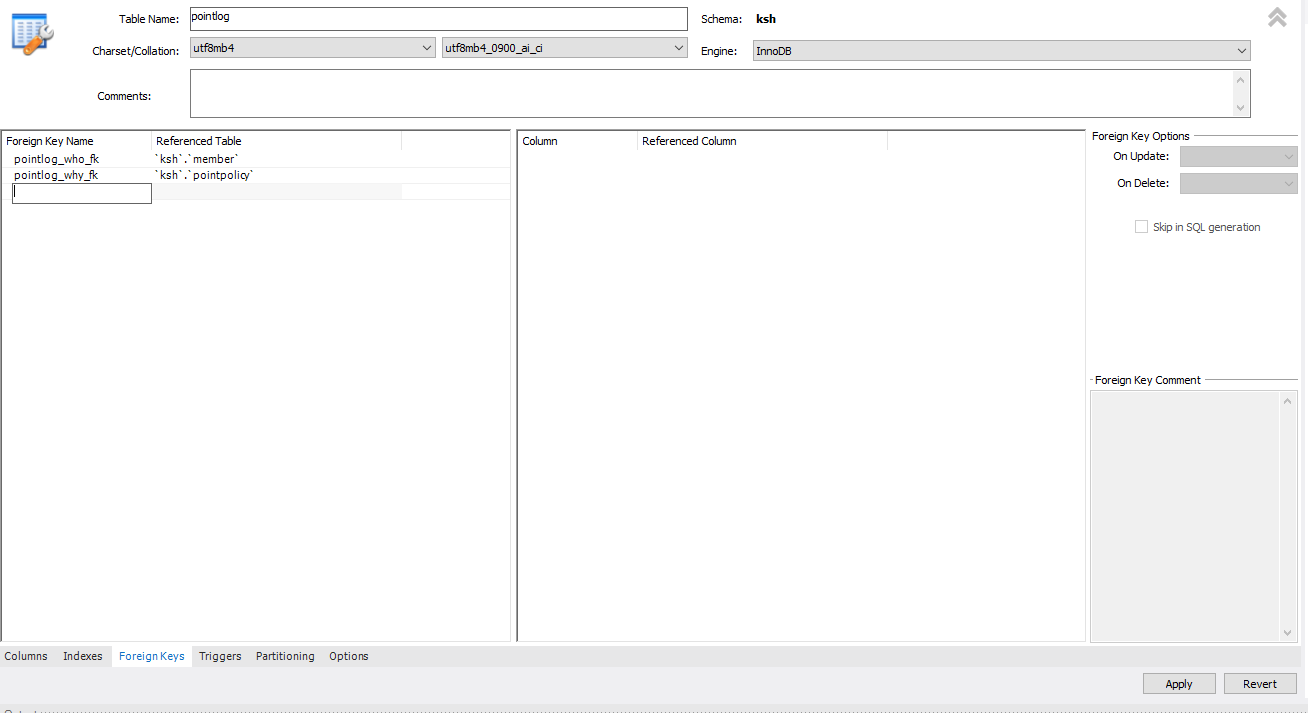 Table Name: pointlog Schema: ksh
Charset/Collation: utf8mb4 utf8mb4_0900_ai_ci Engine: InnoDB
Comments:
Foreign Key Name Referenced Table
pointlog_who_fk `ksh`.`member`
pointlog_why_fk `ksh`.`pointpolicy`
Column Referenced Column
Foreign Key Options
On Update:
On Delete:
Skip in SQL generation
Foreign Key Comment
Columns Indexes Foreign Keys Triggers Partitioning Options
Apply Revert